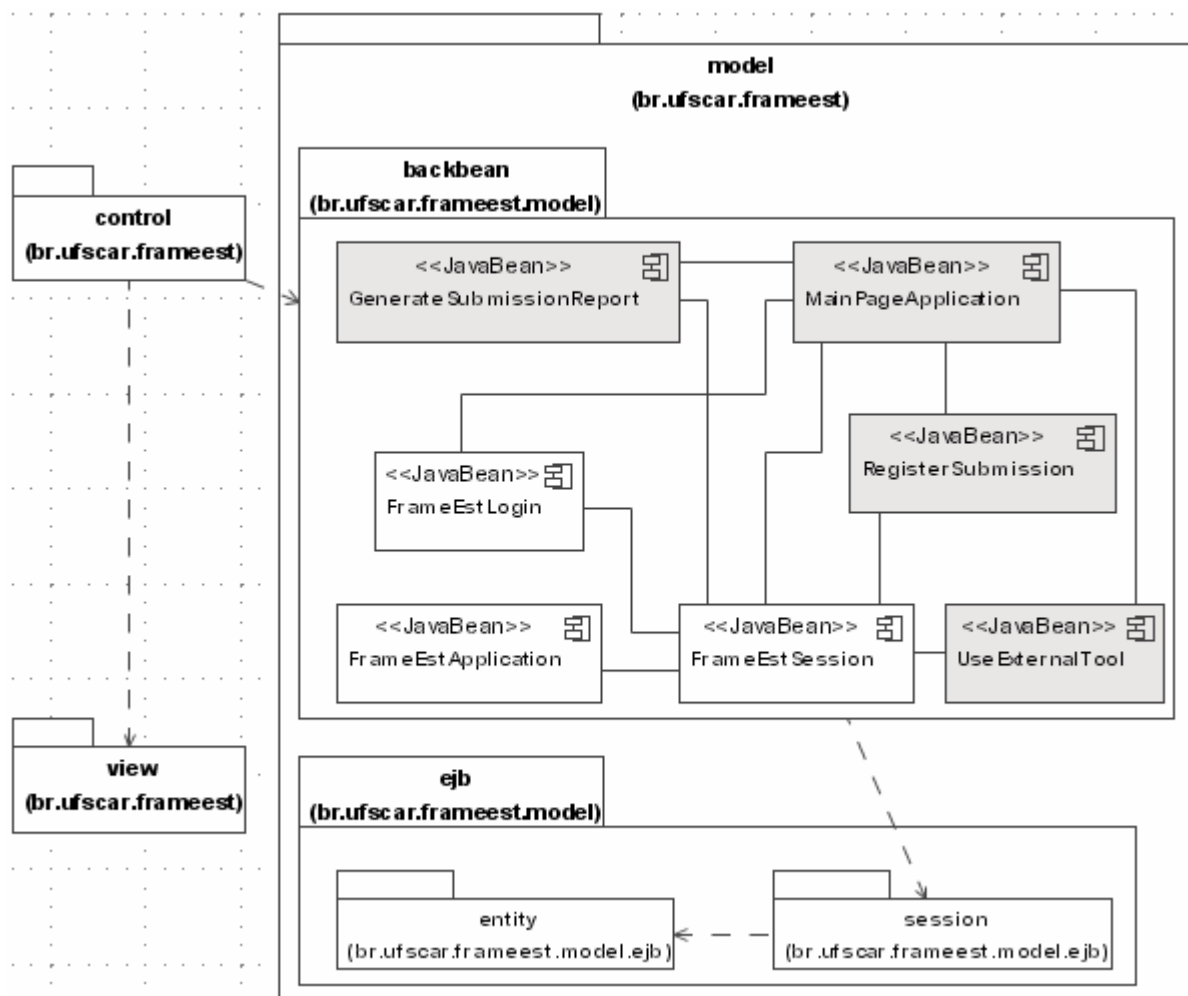 model
(br.ufscar.frameest)
backbean
(br.ufscar.frameest.model)
control
(br.ufscar.frameest)
<<JavaBean>>
GenerateSubmissionReport
<<JavaBean>>
MainPageApplication
<<JavaBean>>
RegisterSubmission
<<JavaBean>>
FrameEstLogin
<<JavaBean>>
FrameEstApplication
<<JavaBean>>
FrameEstSession
<<JavaBean>>
UseExternalTool
view
(br.ufscar.frameest)
ejb
(br.ufscar.frameest.model)
entity
(br.ufscar.frameest.model.ejb)
session
(br.ufscar.frameest.model.ejb)